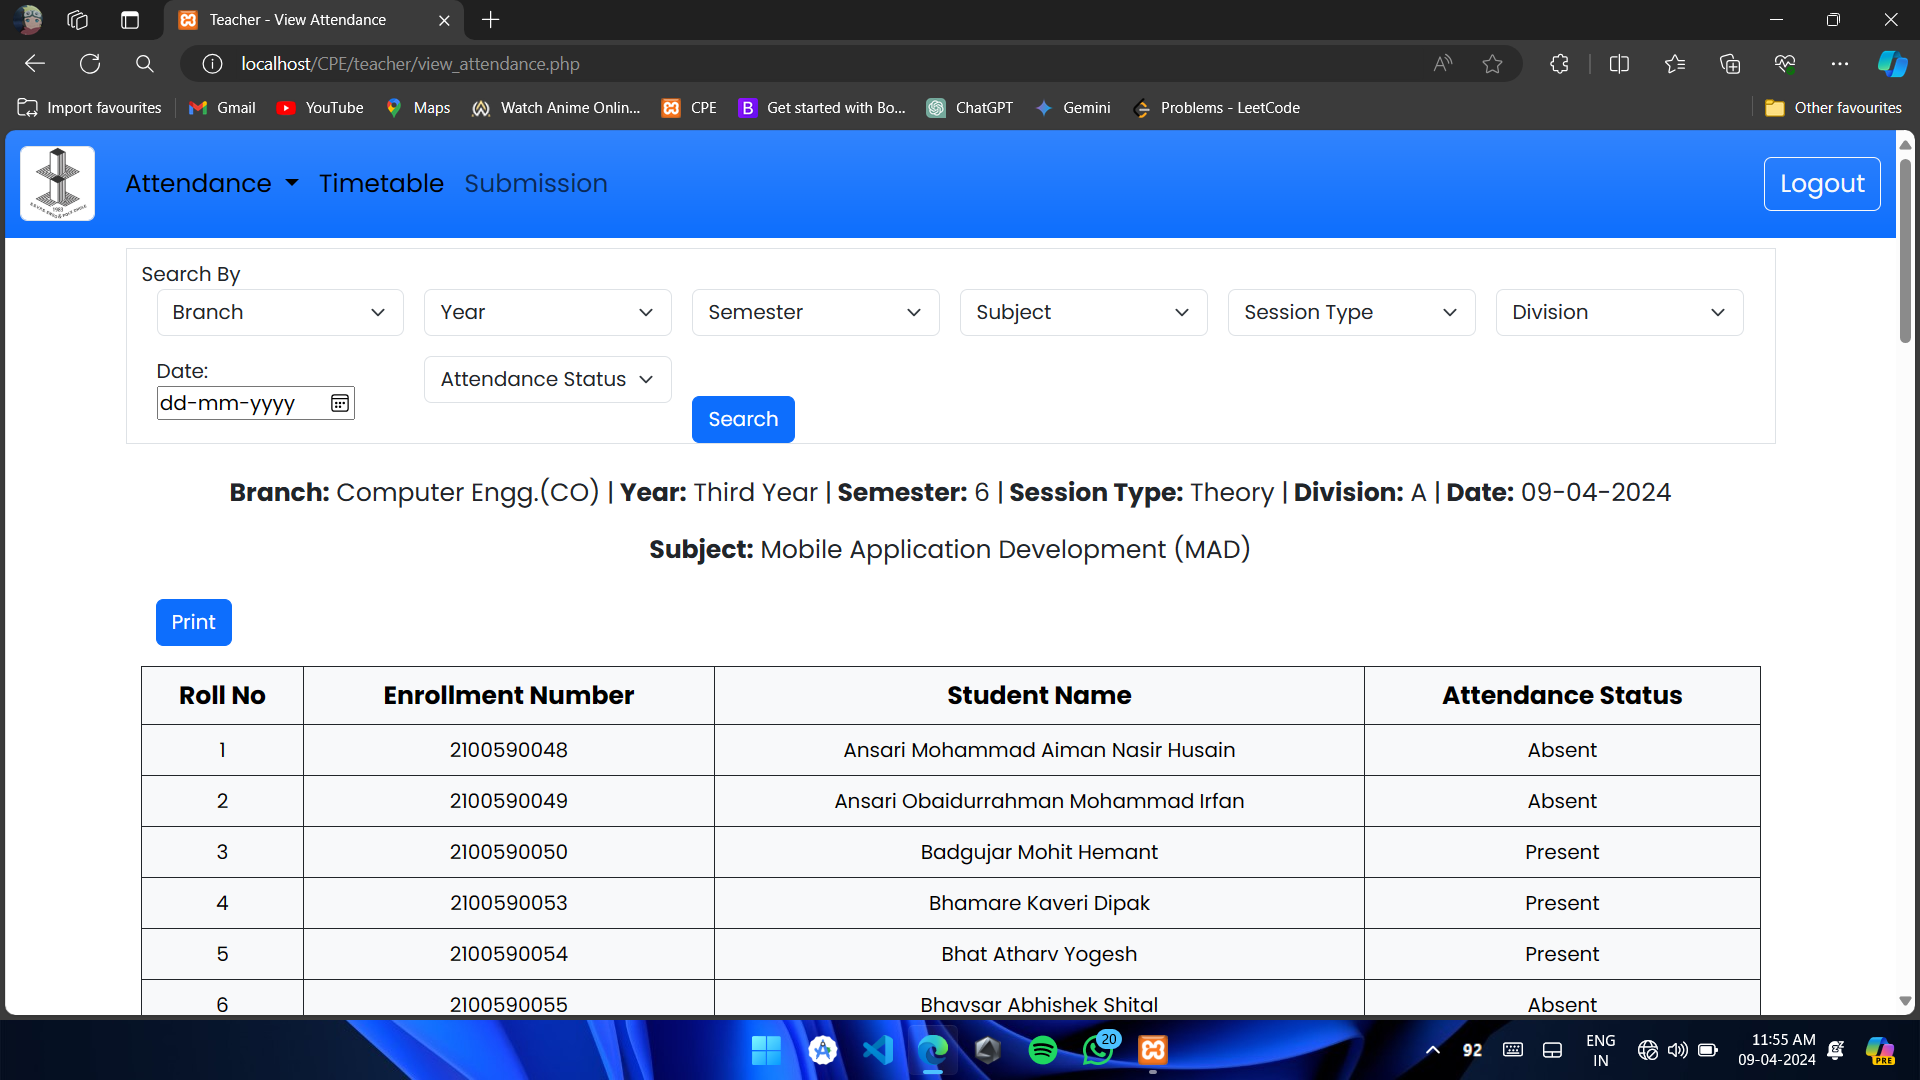 Teacher - View Attendance
localhost/CPE/teacher/view_attendance.php
Import favourites Gmail YouTube Maps Watch Anime Onlin... CPE Get started with Bo... ChatGPT Gemini Problems - LeetCode Other favourites
Attendance Timetable Submission Logout
Search By
Branch Year Semester Subject Session Type Division
Date: Attendance Status
dd-mm-yyyy
Search
Branch: Computer Engg.(CO) | Year: Third Year | Semester: 6 | Session Type: Theory | Division: A | Date: 09-04-2024
Subject: Mobile Application Development (MAD)
Print
Roll No Enrollment Number Student Name Attendance Status
1 2100590048 Ansari Mohammad Aiman Nasir Husain Absent
2 2100590049 Ansari Obaidurrahman Mohammad Irfan Absent
3 2100590050 Badgujar Mohit Hemant Present
4 2100590053 Bhamare Kaveri Dipak Present
5 2100590054 Bhat Atharv Yogesh Present
6 2100590055 Bhavsar Abhishek Shital Absent
20
92
ENG
IN
11:55 AM
09-04-2024
PRE